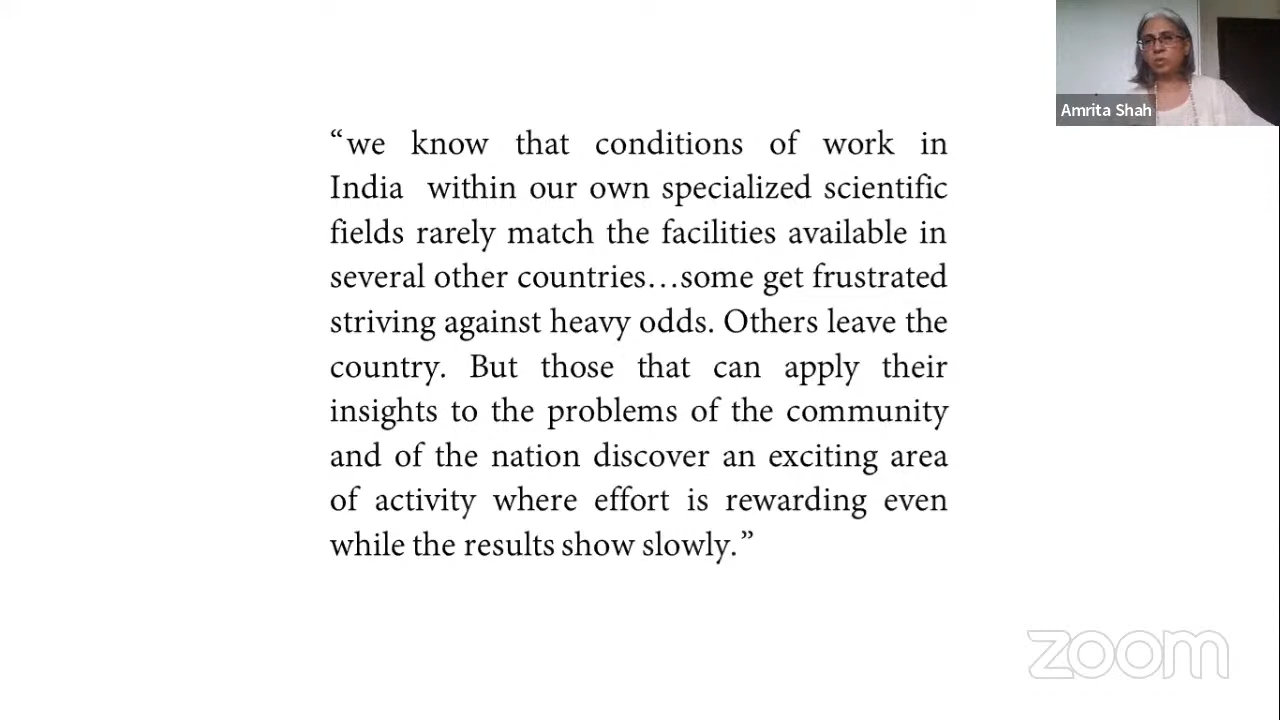 Amrita Shah
“we know that conditions of work in
India within our own specialized scientific
fields rarely match the facilities available in
several other countries…some get frustrated
striving against heavy odds. Others leave the
country. But those that can apply their
insights to the problems of the community
and of the nation discover an exciting area
of activity where effort is rewarding even
while the results show slowly.”
zoom